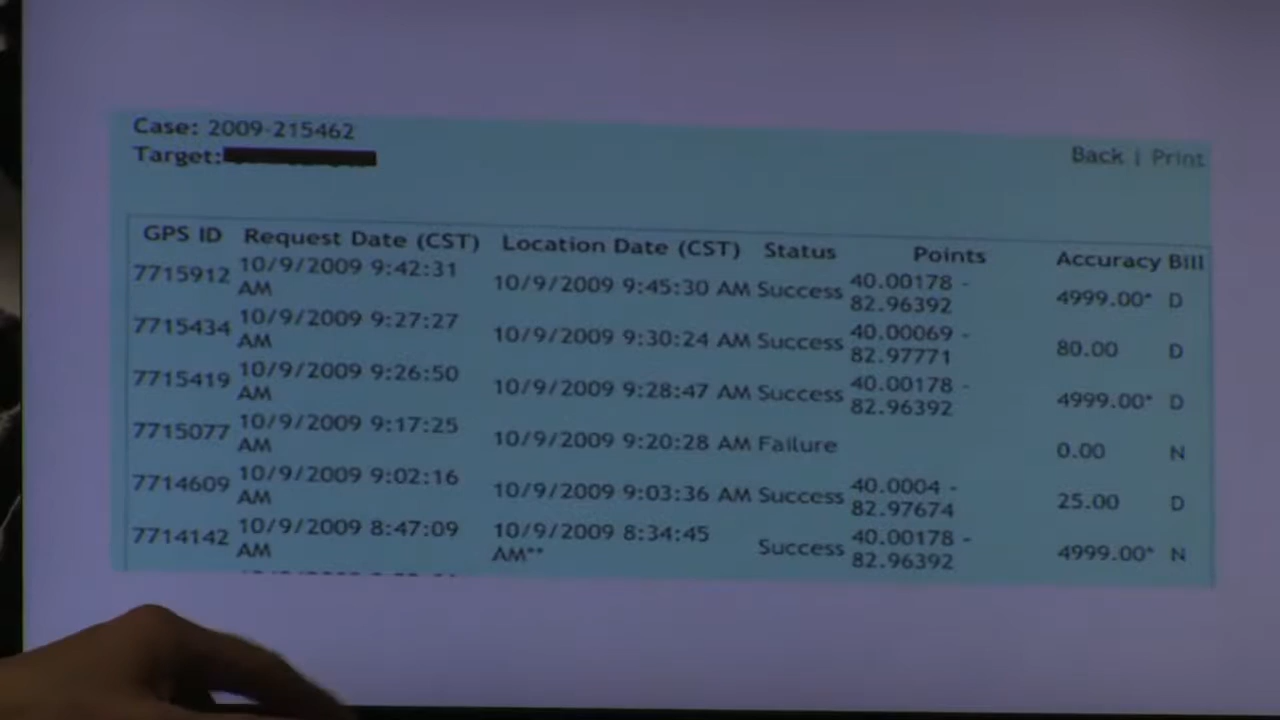 Case: 2009-215462
Target:
Back | Print
GPS ID Request Date (CST) Location Date (CST) Status Points Accuracy Bill
7715912 10/9/2009 9:42:31 AM 10/9/2009 9:45:30 AM Success 40.00178 - 82.96392 4999.00* D
7715434 10/9/2009 9:27:27 AM 10/9/2009 9:30:24 AM Success 40.00069 - 82.97771 80.00 D
7715419 10/9/2009 9:26:50 AM 10/9/2009 9:28:47 AM Success 40.00178 - 82.96392 4999.00* D
7715077 10/9/2009 9:17:25 AM 10/9/2009 9:20:28 AM Failure 0.00 N
7714609 10/9/2009 9:02:16 AM 10/9/2009 9:03:36 AM Success 40.0004 - 82.97674 25.00 D
7714142 10/9/2009 8:47:09 AM 10/9/2009 8:34:45 AM** Success 40.00178 - 82.96392 4999.00* N